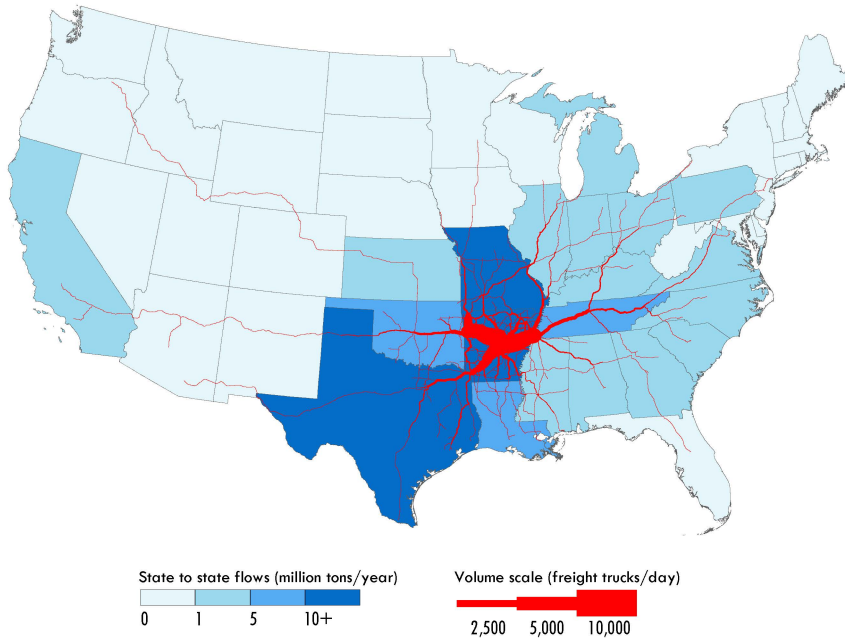 State to state flows (million tons/year)
0 1 5 10+
Volume scale (freight trucks/day)
2,500 5,000 10,000